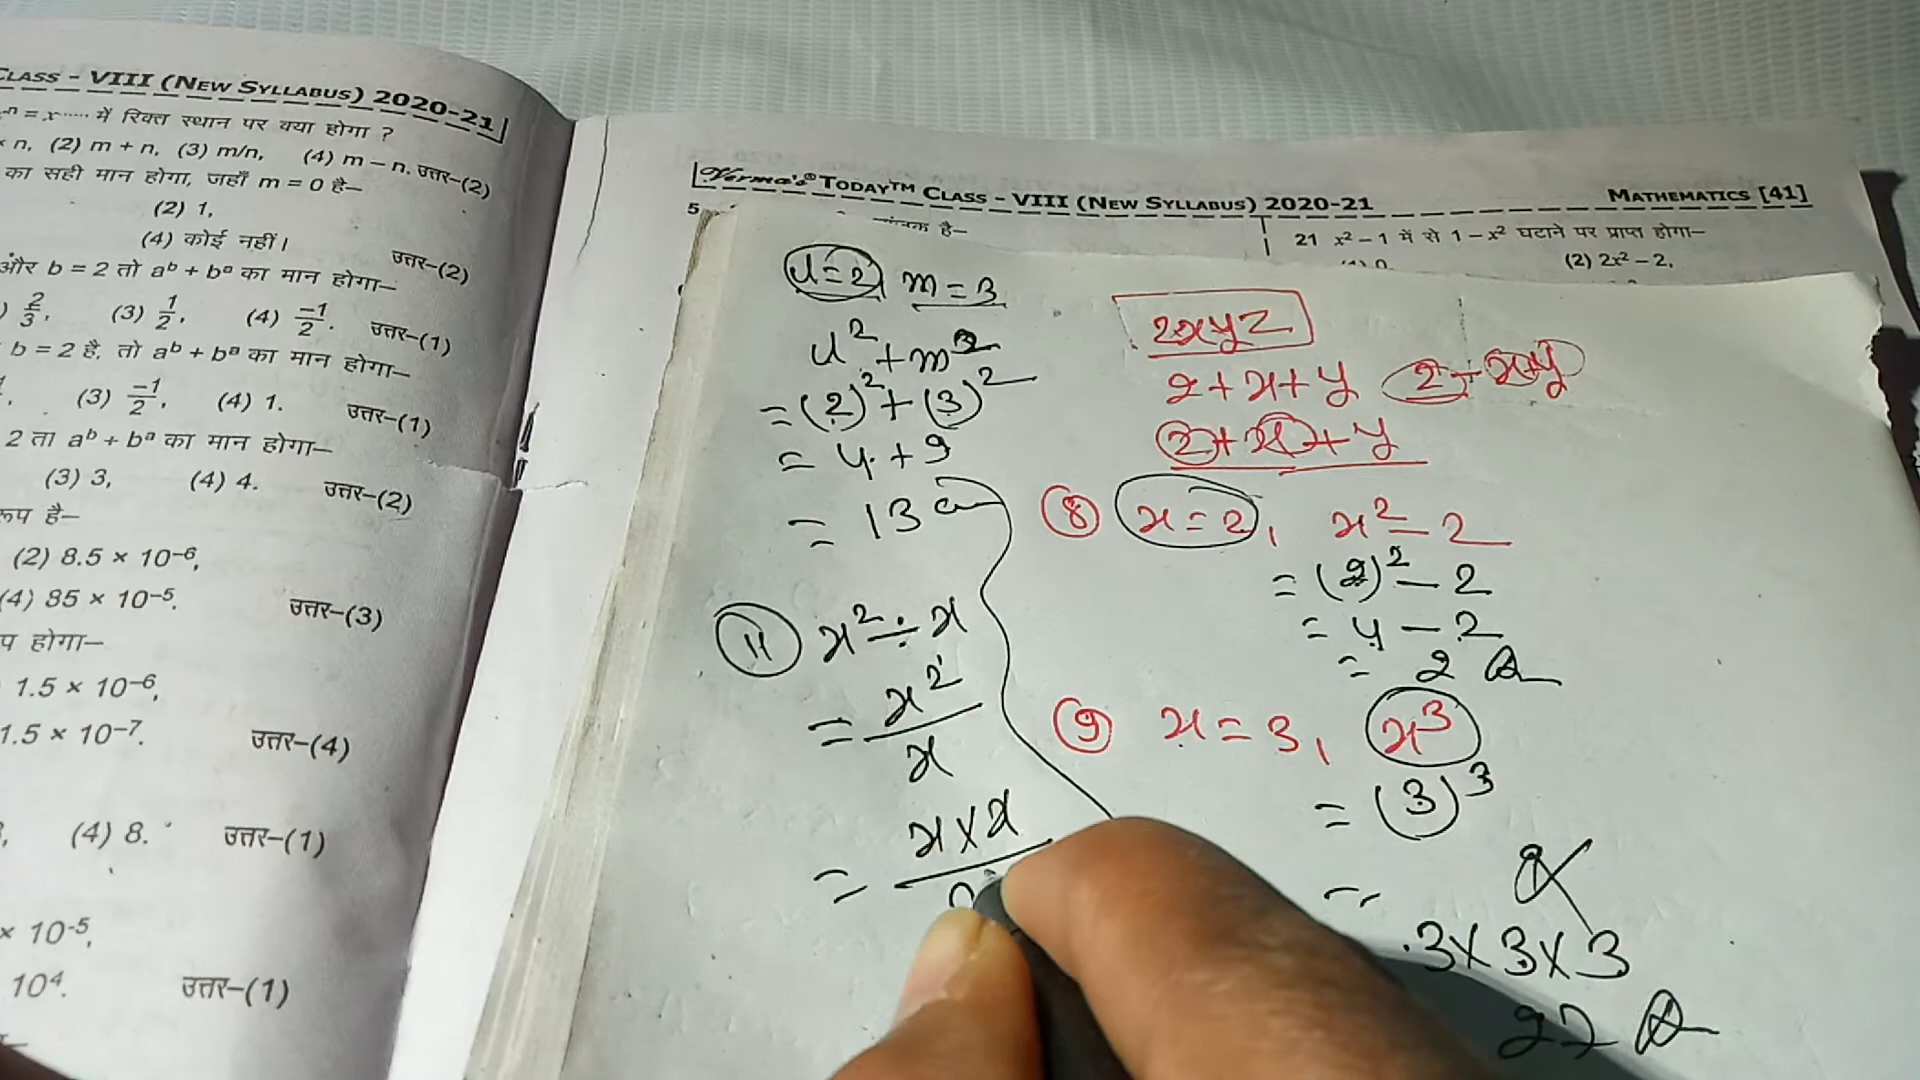 CLASS - VIII (NEW SYLLABUS) 2020-21
= x ..... में रिक्त स्थान पर क्या होगा ?
n, (2) m + n, (3) m/n, (4) m – n. उत्तर–(2)
का सही मान होगा, जहाँ m = 0 है–
(2) 1,
(4) कोई नहीं। उत्तर–(2)
और b = 2 तो aᵇ + bᵃ का मान होगा–
2/3, (3) 1/2, (4) –1/2. उत्तर–(1)
b = 2 है, तो aᵇ + bᵃ का मान होगा–
(3) –1/2, (4) 1. उत्तर–(1)
2 ता aᵇ + bᵃ का मान होगा–
(3) 3, (4) 4. उत्तर–(2)
रूप है–
(2) 8.5 × 10⁻⁶,
(4) 85 × 10⁻⁵. उत्तर–(3)
प होगा–
1.5 × 10⁻⁶,
1.5 × 10⁻⁷. उत्तर–(4)
(4) 8. उत्तर–(1)
× 10⁻⁵,
10⁴. उत्तर–(1)
Verma's® TODAY™ CLASS - VIII (NEW SYLLABUS) 2020-21 MATHEMATICS [41]
5
है–
21 x² – 1 में से 1 – x² घटाने पर प्राप्त होगा–
(2) 2x² – 2,
l=2, m=3
l² + m²
= (2)² + (3)²
= 4 + 9
= 13
11 x² ÷ x
= x²/x
= x × x
2xyz
2 + x + y
2 + x + y
8 x = 2, x² – 2
= (2)² – 2
= 4 – 2
= 2
9 x = 3, x³
= (3)³
=
3 × 3 × 3
27